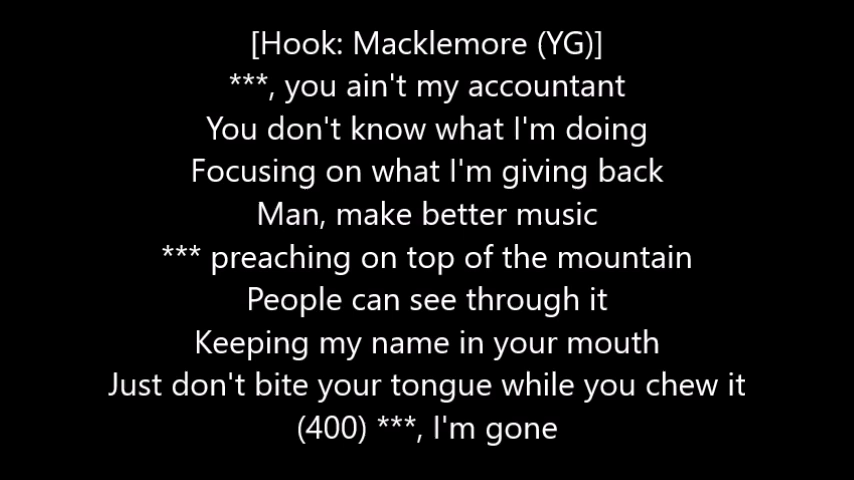 [Hook: Macklemore (YG)]
***, you ain't my accountant
You don't know what I'm doing
Focusing on what I'm giving back
Man, make better music
*** preaching on top of the mountain
People can see through it
Keeping my name in your mouth
Just don't bite your tongue while you chew it
(400) ***, I'm gone